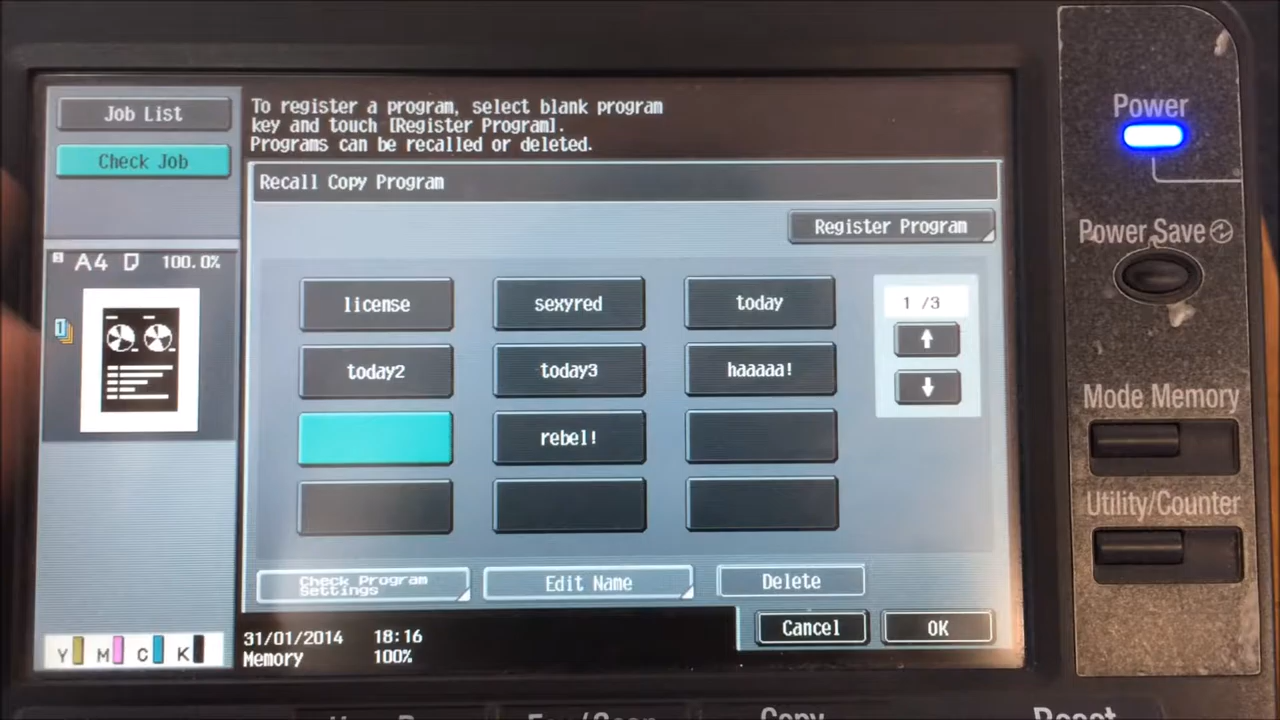 Job List
Check Job
A4 100.0%
1
Y M C K
To register a program, select blank program
key and touch [Register Program].
Programs can be recalled or deleted.
Recall Copy Program
Register Program
license sexyred today
today2 today3 haaaaa!
rebel!
1 /3
Check Program
Settings
Edit Name
Delete
31/01/2014 18:16
Memory 100%
Cancel OK
Power
Power Save
Mode Memory
Utility/Counter
Copy
Reset